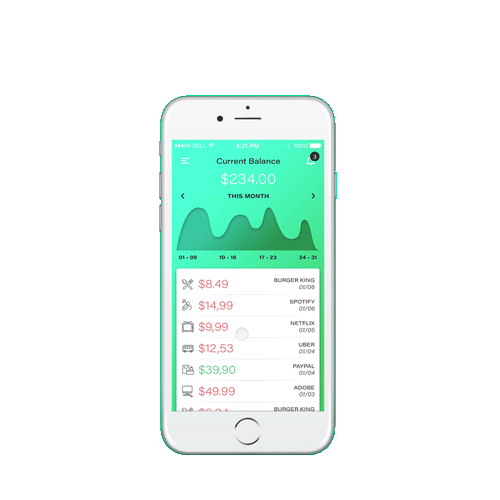 BELL 4:21 PM 100%
Current Balance 3
$234.00
THIS MONTH
01 - 09 10 - 16 17 - 23 24 - 31
$8.49 BURGER KING
01/06
$14,99 SPOTIFY
01/06
$9,99 NETFLIX
01/05
$12,53 UBER
01/04
$39,90 PAYPAL
01/04
$49.99 ADOBE
01/03
BURGER KING